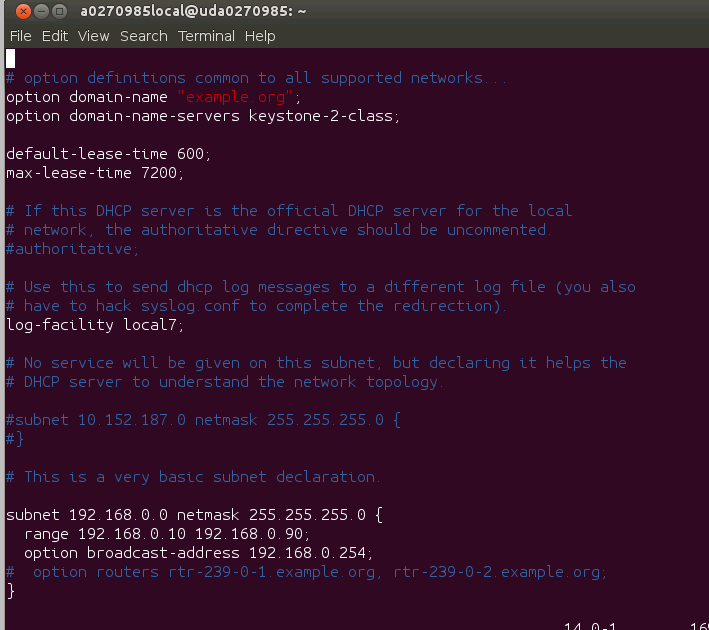 a0270985local@uda0270985: ~
File Edit View Search Terminal Help
# option definitions common to all supported networks...
option domain-name "example.org";
option domain-name-servers keystone-2-class;
default-lease-time 600;
max-lease-time 7200;
# If this DHCP server is the official DHCP server for the local
# network, the authoritative directive should be uncommented.
#authoritative;
# Use this to send dhcp log messages to a different log file (you also
# have to hack syslog.conf to complete the redirection).
log-facility local7;
# No service will be given on this subnet, but declaring it helps the
# DHCP server to understand the network topology.
#subnet 10.152.187.0 netmask 255.255.255.0 {
#}
# This is a very basic subnet declaration.
subnet 192.168.0.0 netmask 255.255.255.0 {
  range 192.168.0.10 192.168.0.90;
  option broadcast-address 192.168.0.254;
#  option routers rtr-239-0-1.example.org, rtr-239-0-2.example.org;
}
14,0-1